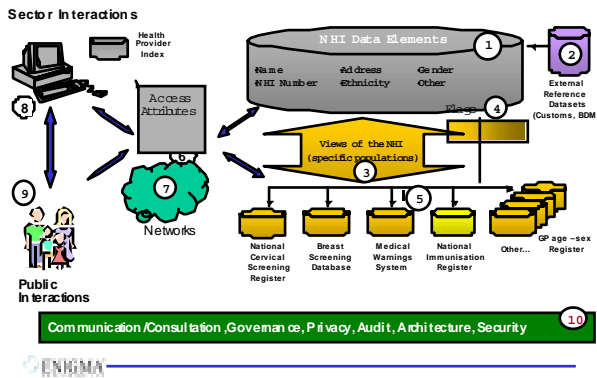 Sector Interactions
Health
Provider
Index
NHI Data Elements
1
Name Address Gender
NHI Number Ethnicity Other
2
External
Reference
Datasets
(Customs, BDM
8
Access
Attributes
6
Flags
4
Views of the NHI
(specific populations)
3
7
Networks
5
9
National
Cervical
Screening
Register
Breast
Screening
Database
Medical
Warnings
System
National
Immunisation
Register
Other...
GP age –sex
Register
Public
Interactions
Communication/Consultation ,Governance, Privacy, Audit, Architecture, Security
10
ENIGMA